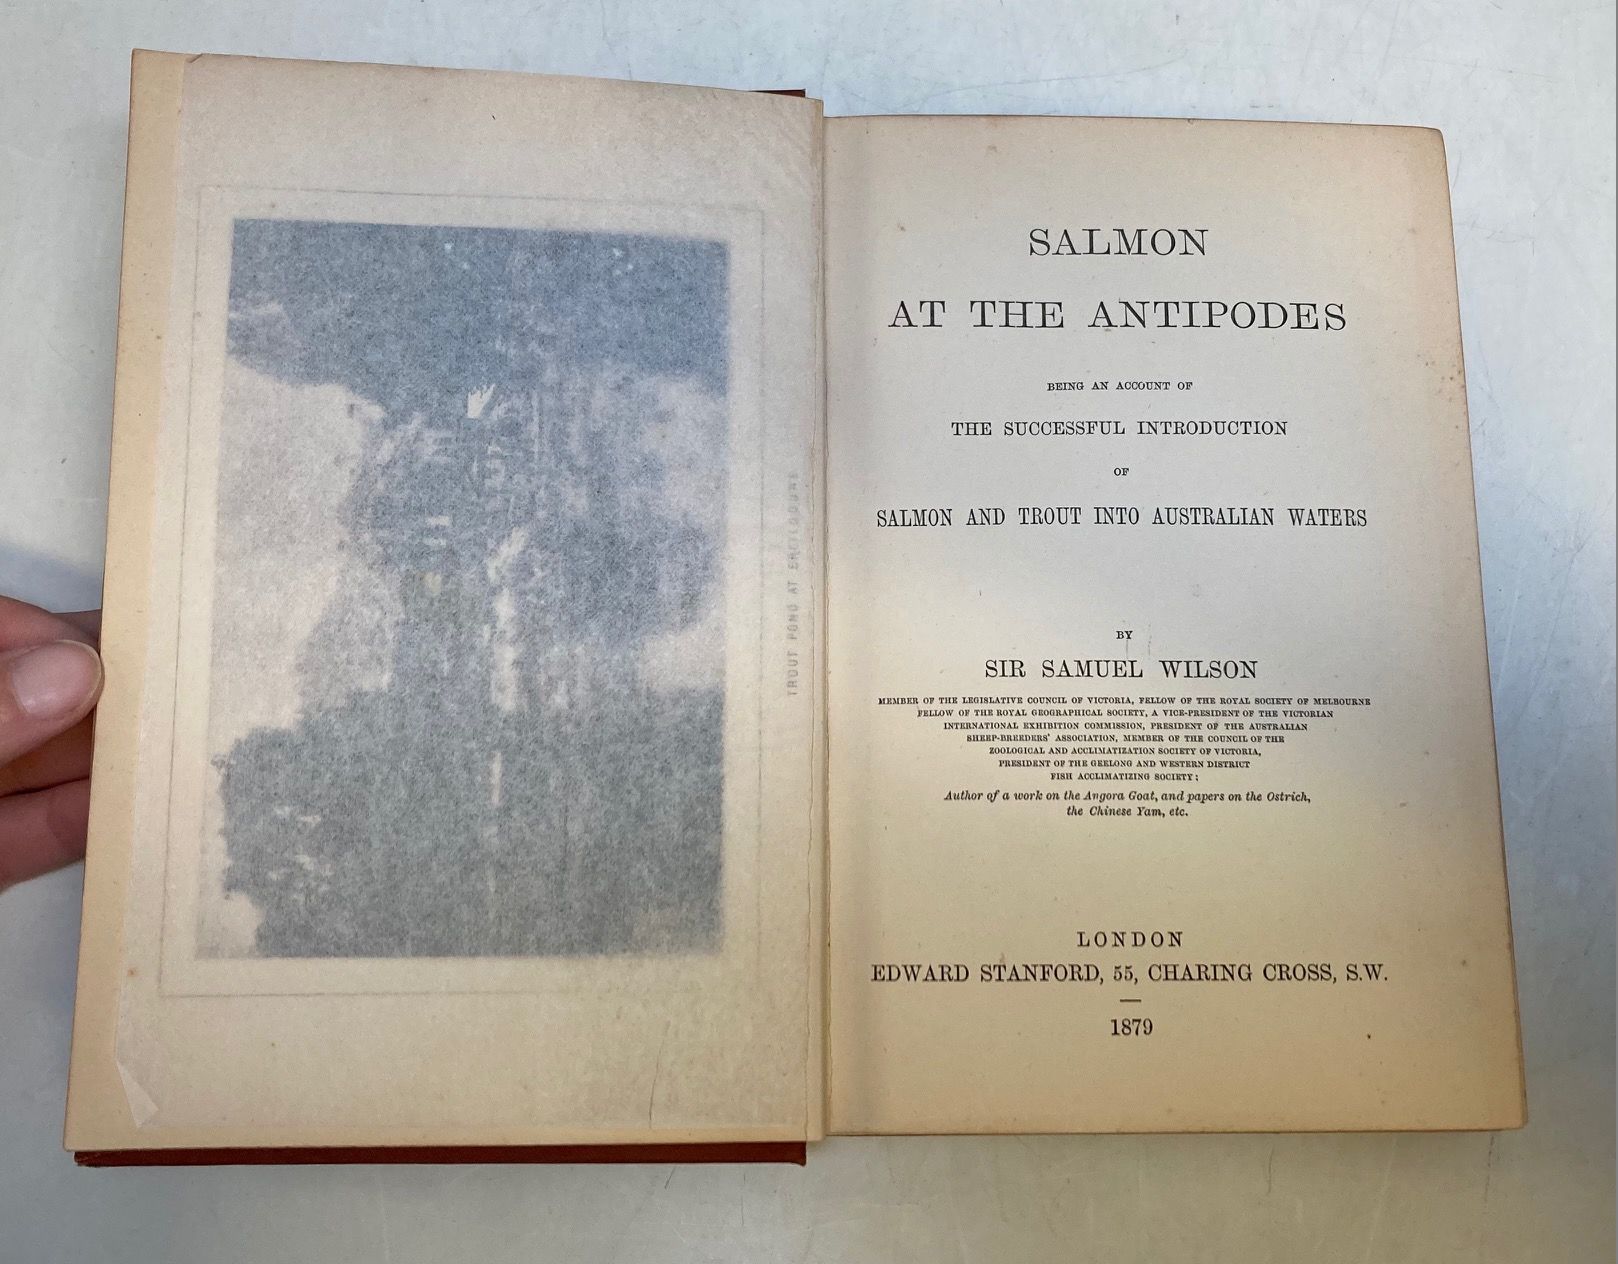 TROUT POND AT ERCILDOUNE
SALMON
AT THE ANTIPODES
BEING AN ACCOUNT OF
THE SUCCESSFUL INTRODUCTION
OF
SALMON AND TROUT INTO AUSTRALIAN WATERS
BY
SIR SAMUEL WILSON
MEMBER OF THE LEGISLATIVE COUNCIL OF VICTORIA, FELLOW OF THE ROYAL SOCIETY OF MELBOURNE
FELLOW OF THE ROYAL GEOGRAPHICAL SOCIETY, A VICE-PRESIDENT OF THE VICTORIAN
INTERNATIONAL EXHIBITION COMMISSION, PRESIDENT OF THE AUSTRALIAN
SHEEP-BREEDERS' ASSOCIATION, MEMBER OF THE COUNCIL OF THE
ZOOLOGICAL AND ACCLIMATIZATION SOCIETY OF VICTORIA,
PRESIDENT OF THE GEELONG AND WESTERN DISTRICT
FISH ACCLIMATIZING SOCIETY;
Author of a work on the Angora Goat, and papers on the Ostrich,
the Chinese Yam, etc.
LONDON
EDWARD STANFORD, 55, CHARING CROSS, S.W.
1879